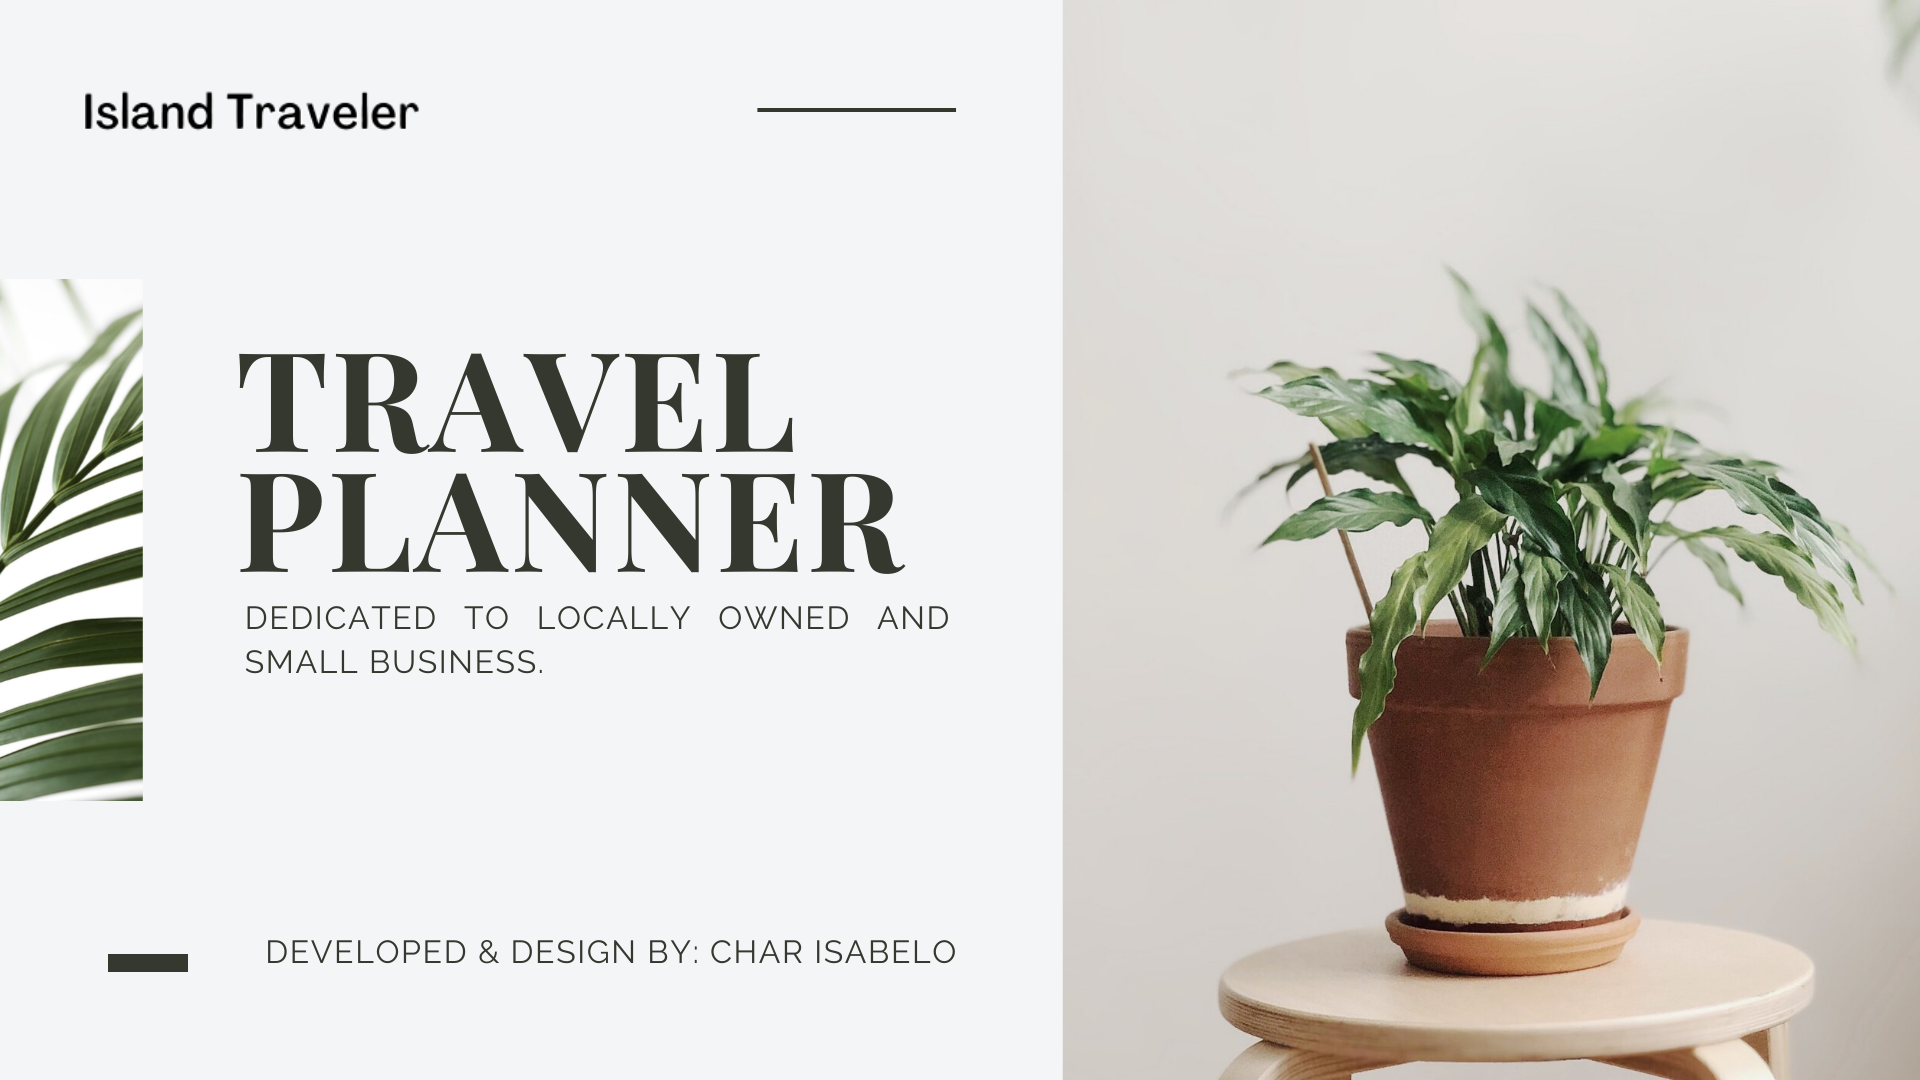 Island Traveler
TRAVEL
PLANNER
DEDICATED TO LOCALLY OWNED AND
SMALL BUSINESS.
DEVELOPED & DESIGN BY: CHAR ISABELO